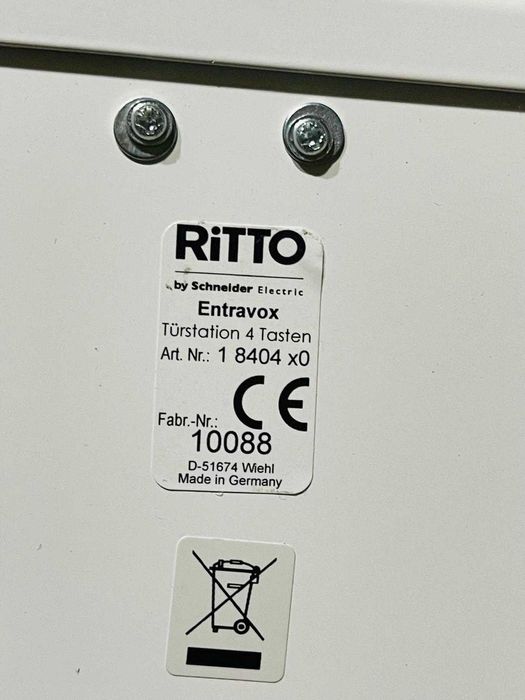 RiTTO
by Schneider Electric
Entravox
Türstation 4 Tasten
Art. Nr.: 1 8404 x0
CE
Fabr.-Nr.:
10088
D-51674 Wiehl
Made in Germany